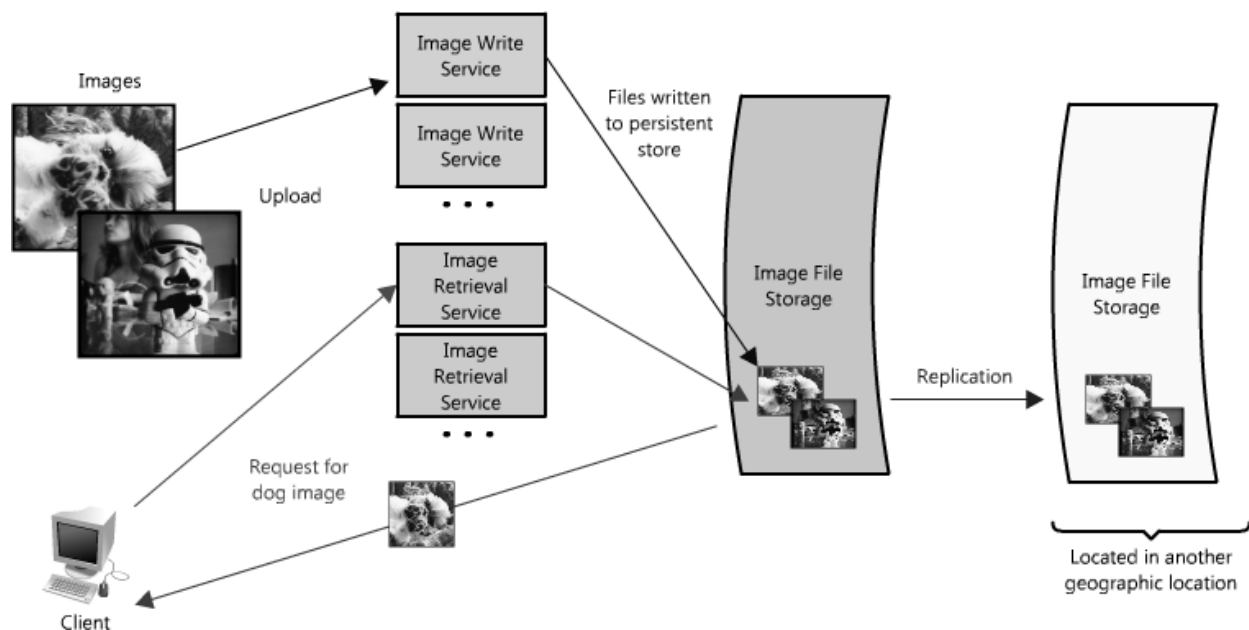 Images
Upload
Image Write
Service
Image Write
Service
...
Image
Retrieval
Service
Image
Retrieval
Service
...
Files written
to persistent
store
Image File
Storage
Replication
Image File
Storage
Located in another
geographic location
Request for
dog image
Client